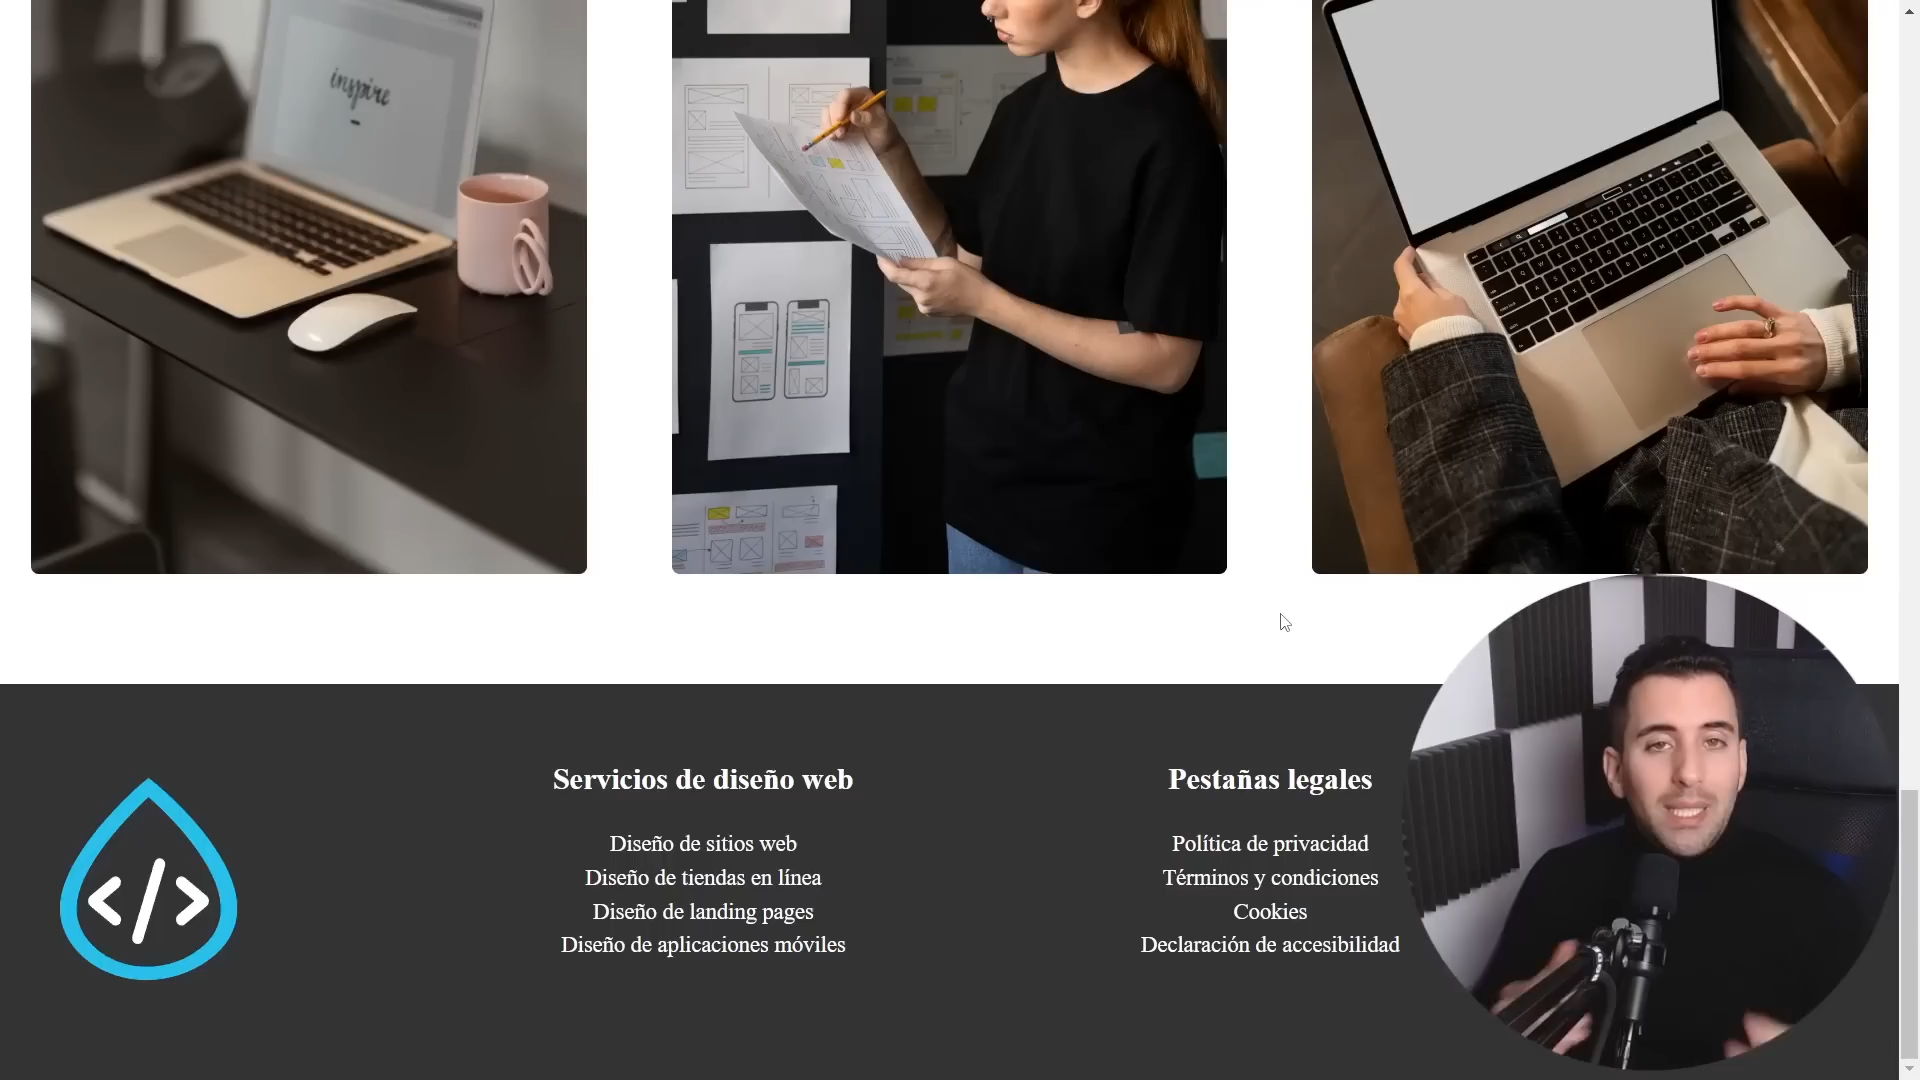 inspire
</>
Servicios de diseño web
Diseño de sitios web
Diseño de tiendas en línea
Diseño de landing pages
Diseño de aplicaciones móviles
Pestañas legales
Política de privacidad
Términos y condiciones
Cookies
Declaración de accesibilidad